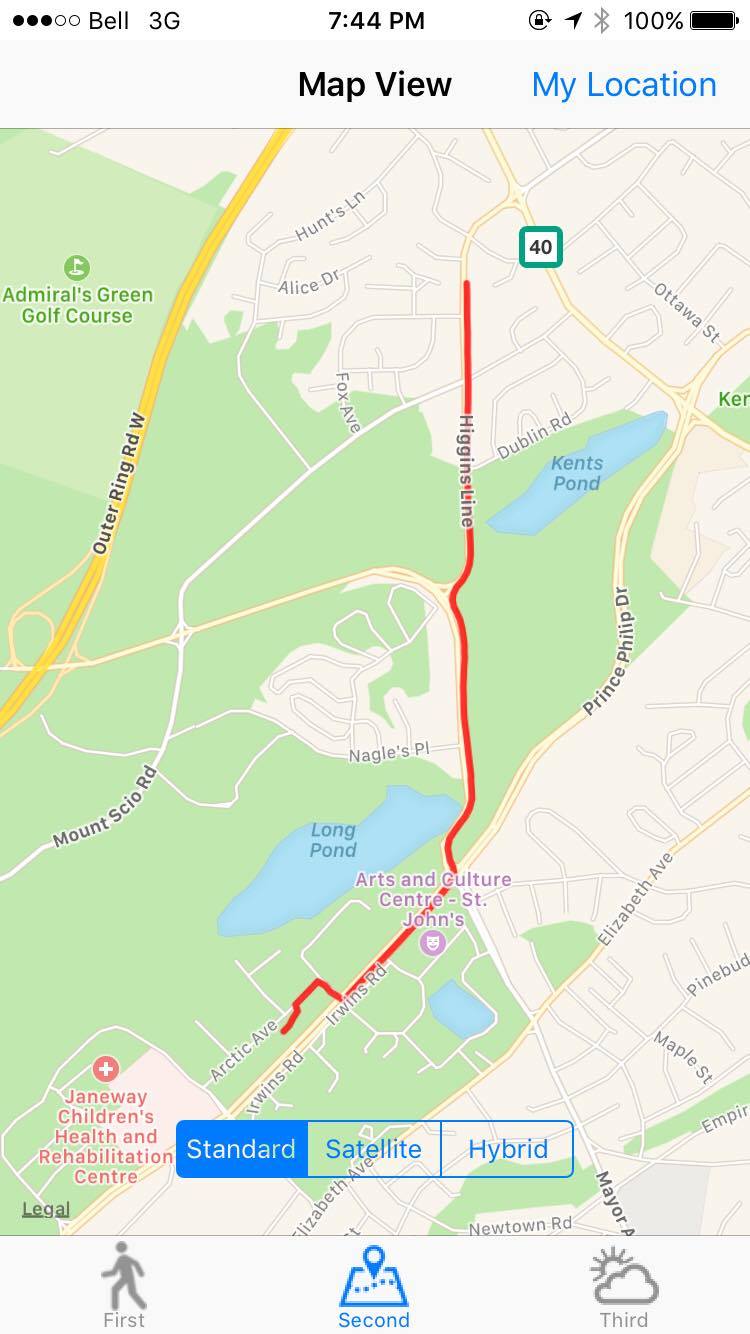 Bell 3G 7:44 PM 100%
Map View My Location
Hunt's Ln
40
Admiral's Green
Golf Course
Alice Dr
Ottawa St
Fox Ave
Ken
Outer Ring Rd W
Higgins Line
Dublin Rd
Kents
Pond
Prince Philip Dr
Nagle's Pl
Mount Scio Rd
Long
Pond
Arts and Culture
Centre - St.
John's
Elizabeth Ave
Irwins Rd
Pinebud
Arctic Ave
Maple St
Irwins Rd
Janeway
Children's
Health and
Rehabilitation
Centre
Empir
Standard Satellite Hybrid
Elizabeth Ave
St
Mayor A
Legal
Newtown Rd
First Second Third